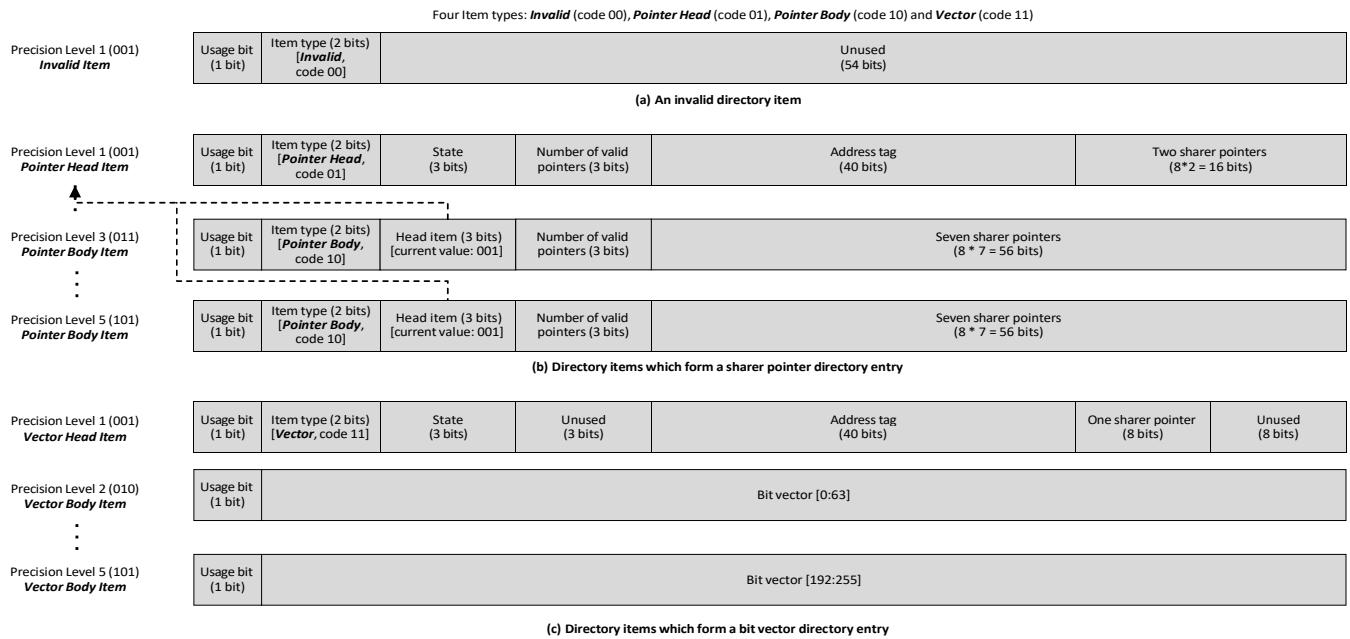 Four Item types: Invalid (code 00), Pointer Head (code 01), Pointer Body (code 10) and Vector (code 11)
Precision Level 1 (001)
Invalid Item
Usage bit
(1 bit)
Item type (2 bits)
[Invalid,
code 00]
Unused
(54 bits)
(a) An invalid directory item
Precision Level 1 (001)
Pointer Head Item
Usage bit
(1 bit)
Item type (2 bits)
[Pointer Head,
code 01]
State
(3 bits)
Number of valid
pointers (3 bits)
Address tag
(40 bits)
Two sharer pointers
(8*2 = 16 bits)
Precision Level 3 (011)
Pointer Body Item
Usage bit
(1 bit)
Item type (2 bits)
[Pointer Body,
code 10]
Head item (3 bits)
[current value: 001]
Number of valid
pointers (3 bits)
Seven sharer pointers
(8 * 7 = 56 bits)
Precision Level 5 (101)
Pointer Body Item
Usage bit
(1 bit)
Item type (2 bits)
[Pointer Body,
code 10]
Head item (3 bits)
[current value: 001]
Number of valid
pointers (3 bits)
Seven sharer pointers
(8 * 7 = 56 bits)
(b) Directory items which form a sharer pointer directory entry
Precision Level 1 (001)
Vector Head Item
Usage bit
(1 bit)
Item type (2 bits)
[Vector, code 11]
State
(3 bits)
Unused
(3 bits)
Address tag
(40 bits)
One sharer pointer
(8 bits)
Unused
(8 bits)
Precision Level 2 (010)
Vector Body Item
Usage bit
(1 bit)
Bit vector [0:63]
Precision Level 5 (101)
Vector Body Item
Usage bit
(1 bit)
Bit vector [192:255]
(c) Directory items which form a bit vector directory entry